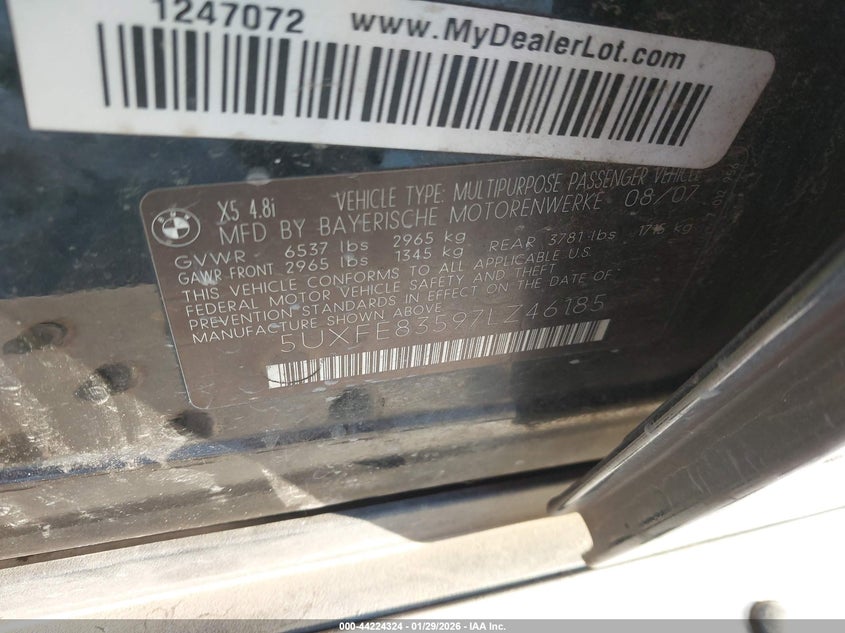 1247072 www.MyDealerLot.com
BMW
X5 4.8i VEHICLE TYPE: MULTIPURPOSE PASSENGER VEHICLE
MFD BY BAYERISCHE MOTORENWERKE 08/07
GVWR 6537 lbs 2965 kg
GAWR FRONT 2965 lbs 1345 kg REAR 3781 lbs 1715 kg
THIS VEHICLE CONFORMS TO ALL APPLICABLE U.S.
FEDERAL MOTOR VEHICLE SAFETY AND THEFT
PREVENTION STANDARDS IN EFFECT ON THE DATE OF
MANUFACTURE SHOWN ABOVE
5UXFE83597LZ46185
000-44224324 | 01/29/2026 - IAA Inc.